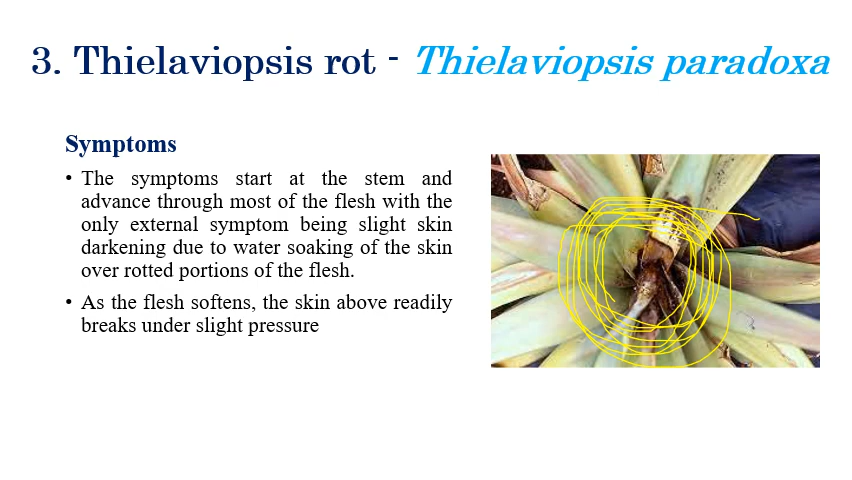 3. Thielaviopsis rot - Thielaviopsis paradoxa
Symptoms
• The symptoms start at the stem and
advance through most of the flesh with the
only external symptom being slight skin
darkening due to water soaking of the skin
over rotted portions of the flesh.
• As the flesh softens, the skin above readily
breaks under slight pressure